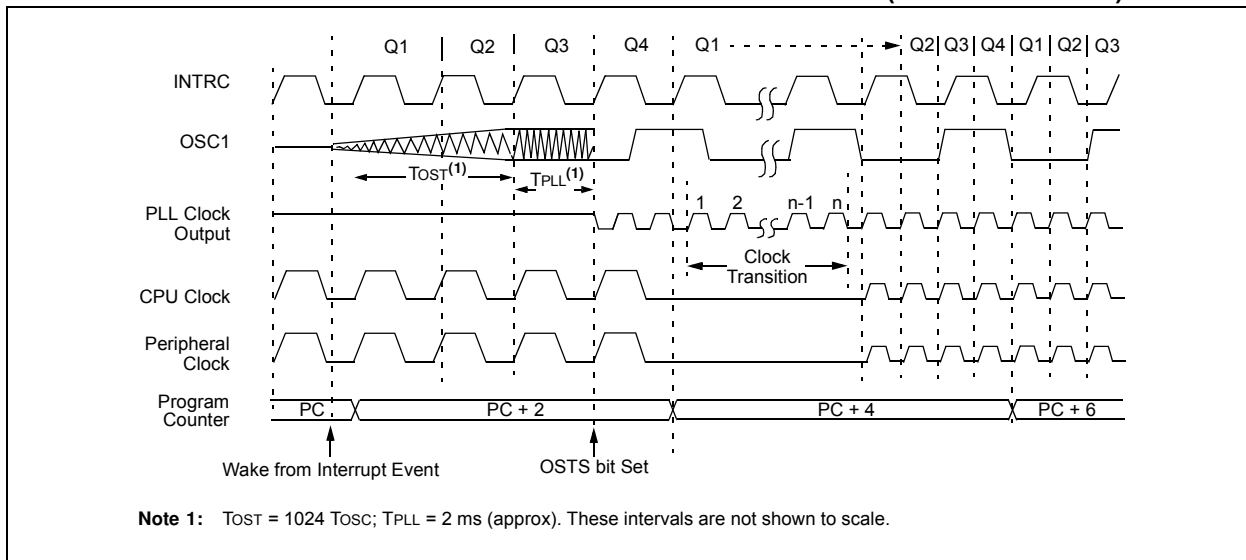 Q1 Q2 Q3 Q4 Q1 Q2 Q3 Q4 Q1 Q2 Q3
INTRC
OSC1
TOST(1) TPLL(1)
PLL Clock
Output
1 2 n-1 n
Clock
Transition
CPU Clock
Peripheral
Clock
Program
Counter
PC PC + 2 PC + 4 PC + 6
Wake from Interrupt Event OSTS bit Set
Note 1: TOST = 1024 TOSC; TPLL = 2 ms (approx). These intervals are not shown to scale.